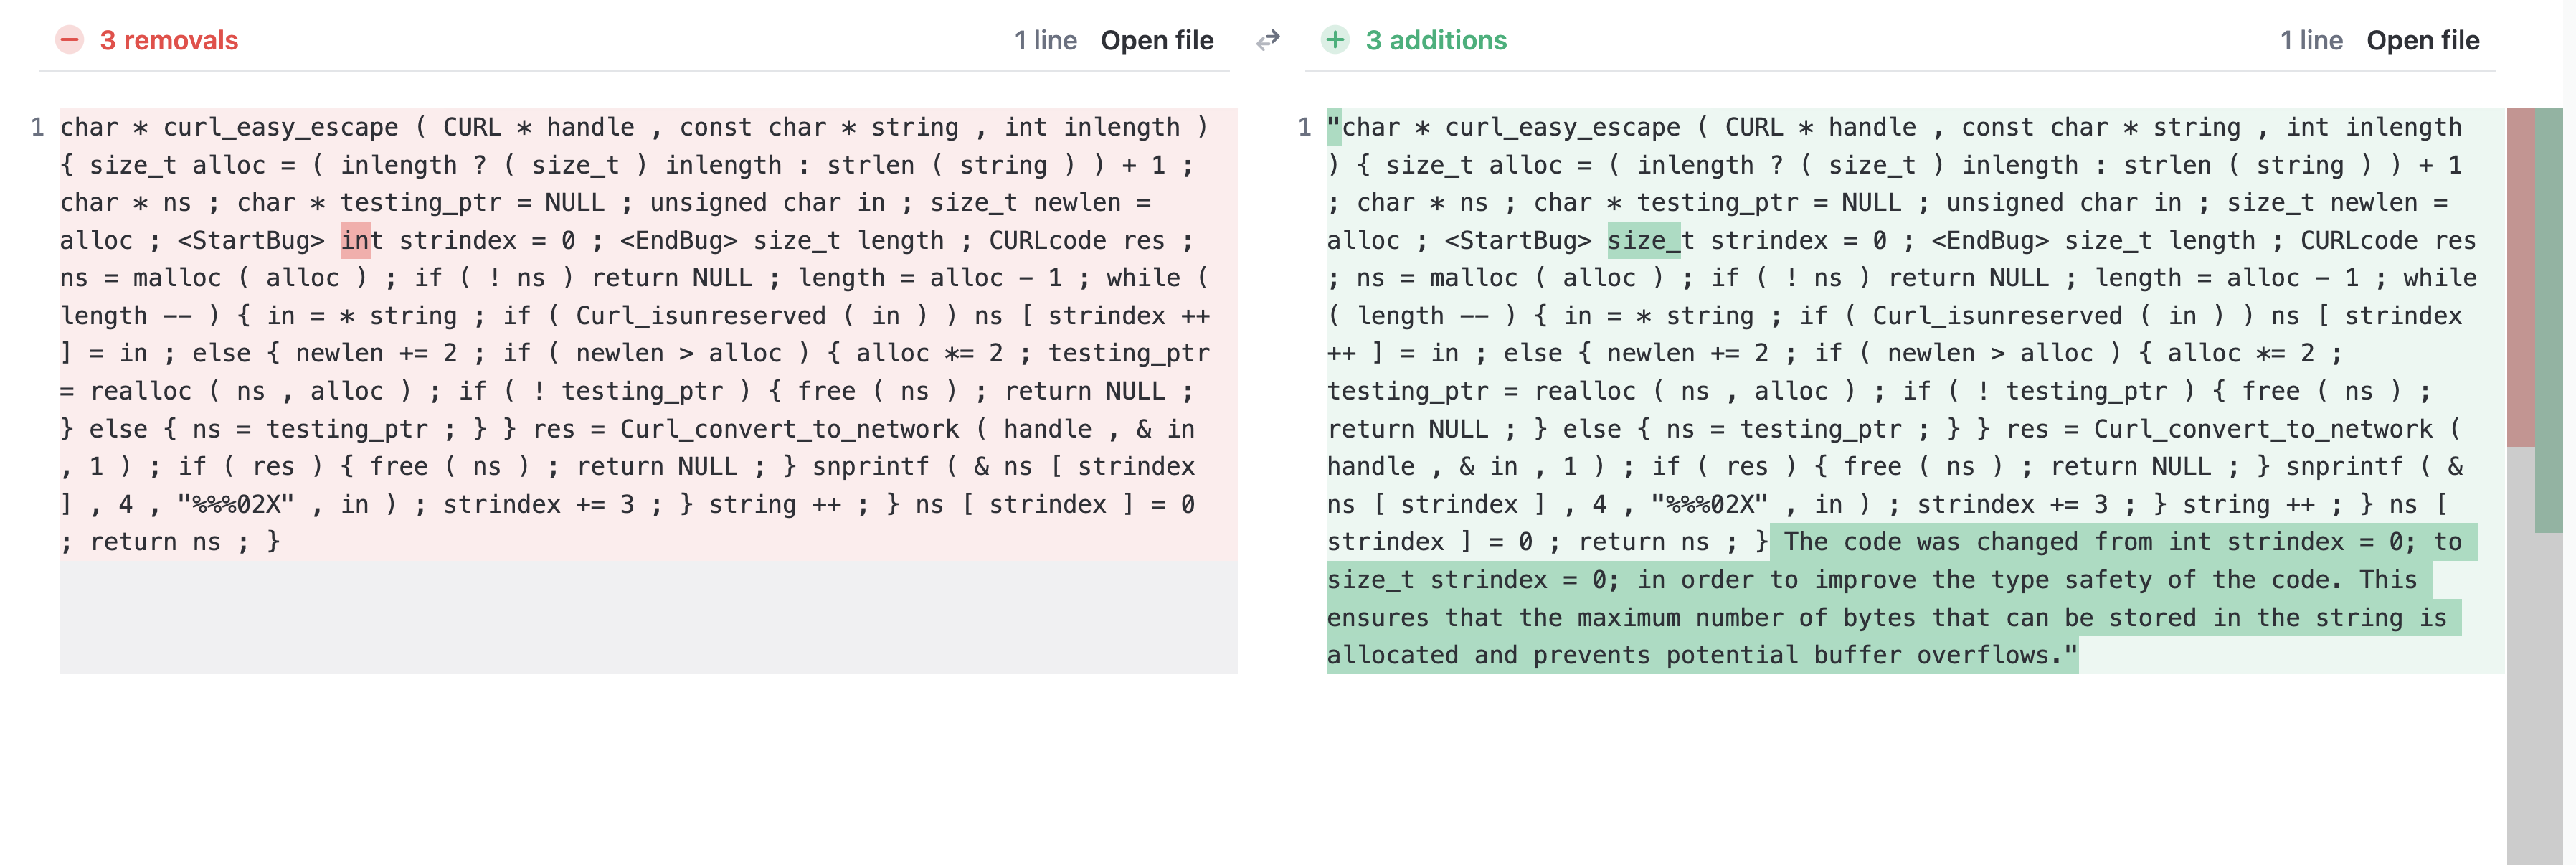 3 removals
1 line Open file
3 additions
1 line Open file
1
char * curl_easy_escape ( CURL * handle , const char * string , int inlength )
{ size_t alloc = ( inlength ? ( size_t ) inlength : strlen ( string ) ) + 1 ;
char * ns ; char * testing_ptr = NULL ; unsigned char in ; size_t newlen =
alloc ; <StartBug> int strindex = 0 ; <EndBug> size_t length ; CURLcode res ;
ns = malloc ( alloc ) ; if ( ! ns ) return NULL ; length = alloc - 1 ; while (
length -- ) { in = * string ; if ( Curl_isunreserved ( in ) ) ns [ strindex ++
] = in ; else { newlen += 2 ; if ( newlen > alloc ) { alloc *= 2 ; testing_ptr
= realloc ( ns , alloc ) ; if ( ! testing_ptr ) { free ( ns ) ; return NULL ;
} else { ns = testing_ptr ; } } res = Curl_convert_to_network ( handle , & in
, 1 ) ; if ( res ) { free ( ns ) ; return NULL ; } snprintf ( & ns [ strindex
] , 4 , "%%%02X" , in ) ; strindex += 3 ; } string ++ ; } ns [ strindex ] = 0
; return ns ; }
1
"char * curl_easy_escape ( CURL * handle , const char * string , int inlength
) { size_t alloc = ( inlength ? ( size_t ) inlength : strlen ( string ) ) + 1
; char * ns ; char * testing_ptr = NULL ; unsigned char in ; size_t newlen =
alloc ; <StartBug> size_t strindex = 0 ; <EndBug> size_t length ; CURLcode res
; ns = malloc ( alloc ) ; if ( ! ns ) return NULL ; length = alloc - 1 ; while
( length -- ) { in = * string ; if ( Curl_isunreserved ( in ) ) ns [ strindex
++ ] = in ; else { newlen += 2 ; if ( newlen > alloc ) { alloc *= 2 ;
testing_ptr = realloc ( ns , alloc ) ; if ( ! testing_ptr ) { free ( ns ) ;
return NULL ; } else { ns = testing_ptr ; } } res = Curl_convert_to_network (
handle , & in , 1 ) ; if ( res ) { free ( ns ) ; return NULL ; } snprintf ( &
ns [ strindex ] , 4 , "%%%02X" , in ) ; strindex += 3 ; } string ++ ; } ns [
strindex ] = 0 ; return ns ; } The code was changed from int strindex = 0; to
size_t strindex = 0; in order to improve the type safety of the code. This
ensures that the maximum number of bytes that can be stored in the string is
allocated and prevents potential buffer overflows."